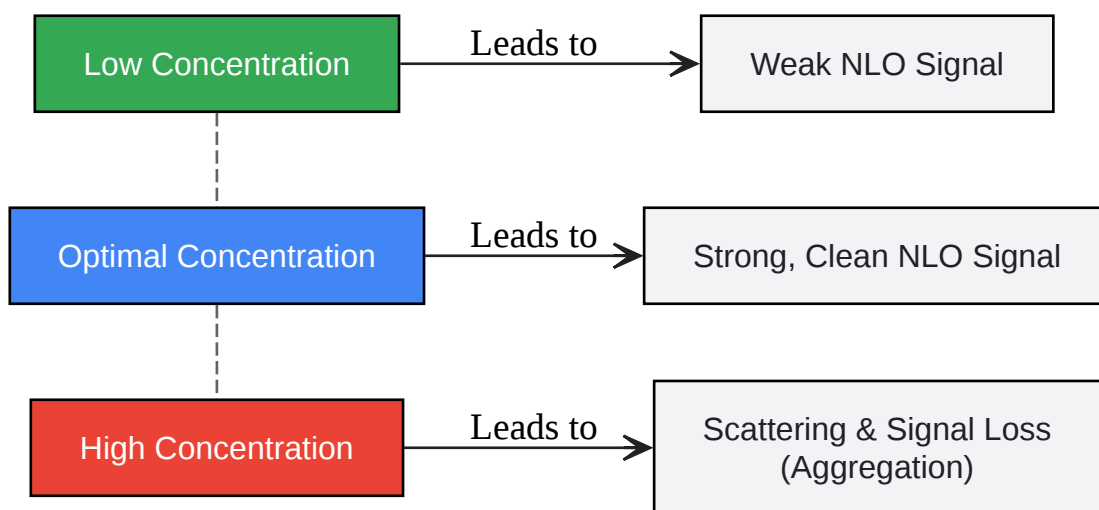 Low Concentration
Leads to
Weak NLO Signal
Optimal Concentration
Leads to
Strong, Clean NLO Signal
High Concentration
Leads to
Scattering & Signal Loss
(Aggregation)